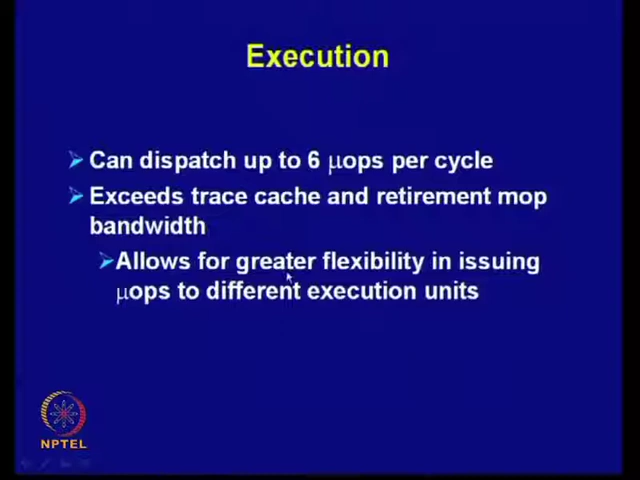 Execution
Can dispatch up to 6 μops per cycle
Exceeds trace cache and retirement mop
bandwidth
Allows for greater flexibility in issuing
μops to different execution units
NPTEL